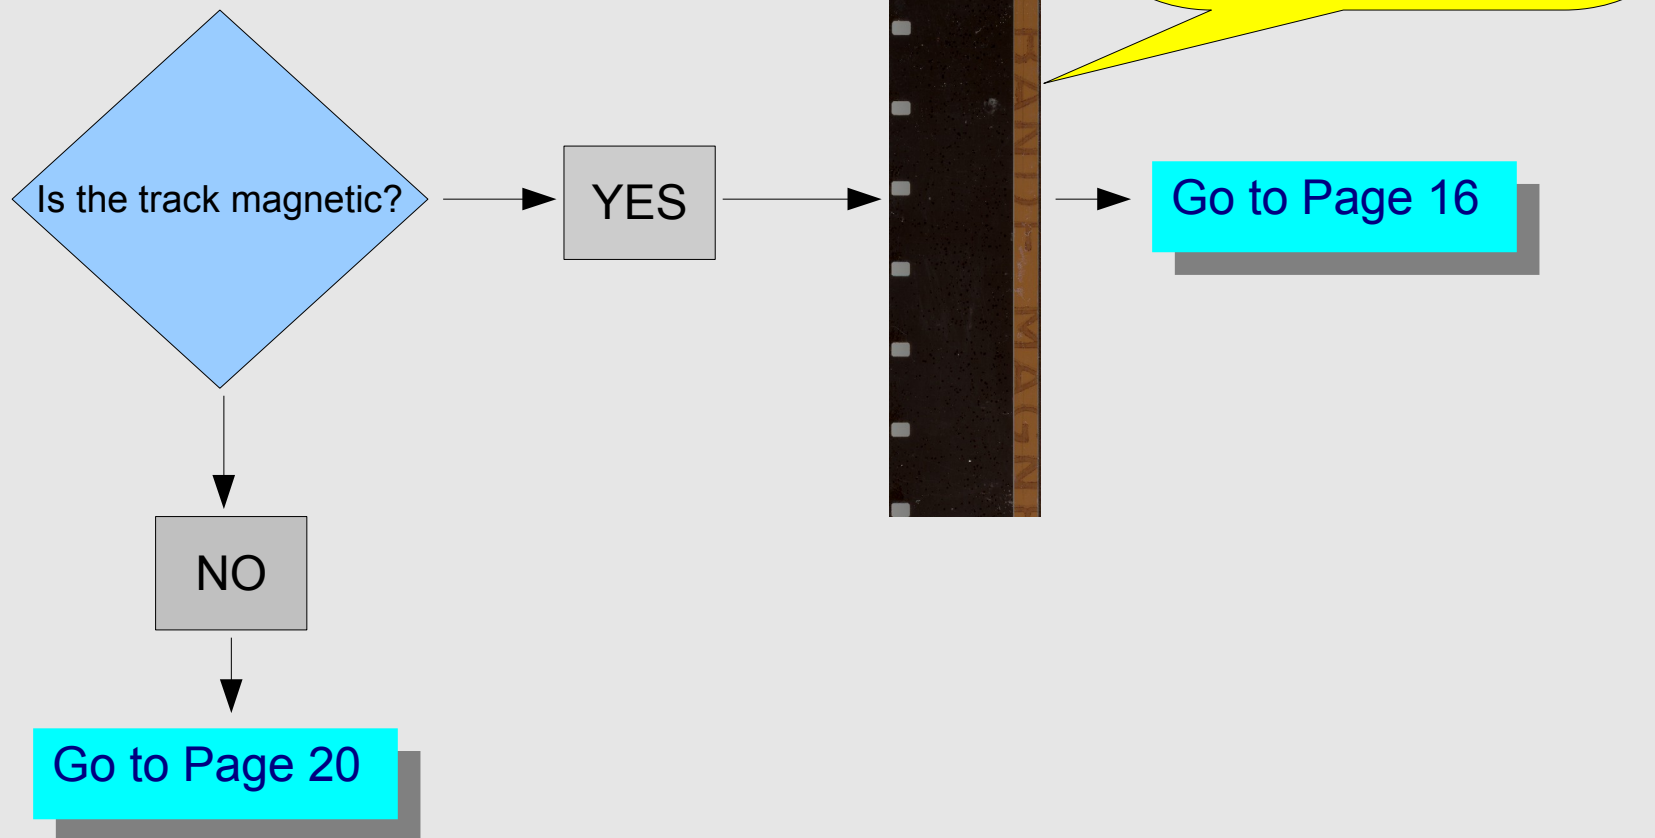 Is the track magnetic?
YES
Go to Page 16
NO
Go to Page 20